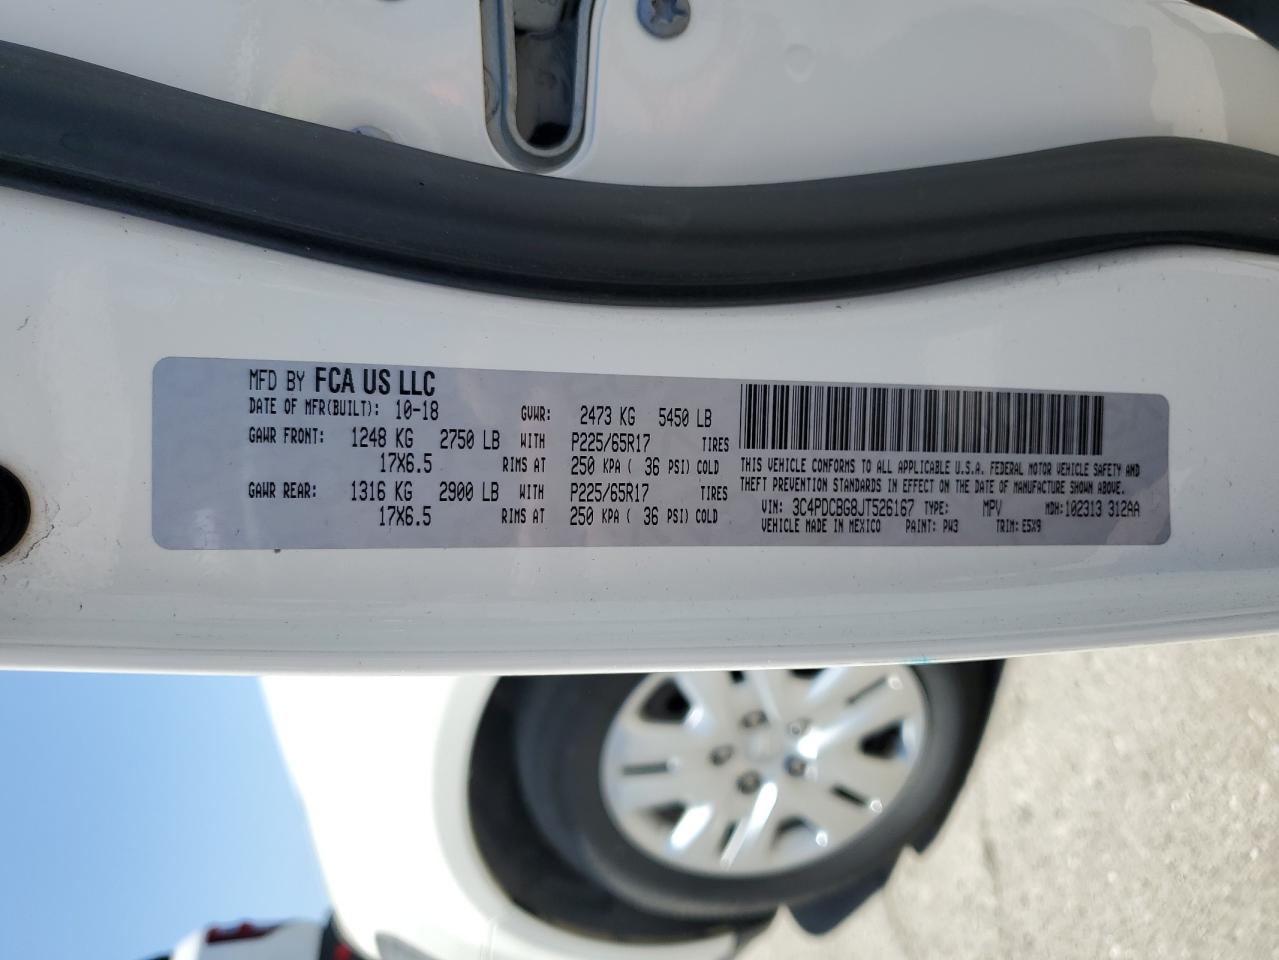 MFD BY FCA US LLC
DATE OF MFR(BUILT): 10-18 GVWR: 2473 KG 5450 LB
GAWR FRONT: 1248 KG 2750 LB WITH P225/65R17 TIRES
17X6.5 RIMS AT 250 KPA ( 36 PSI) COLD
GAWR REAR: 1316 KG 2900 LB WITH P225/65R17 TIRES
17X6.5 RIMS AT 250 KPA ( 36 PSI) COLD
THIS VEHICLE CONFORMS TO ALL APPLICABLE U.S.A. FEDERAL MOTOR VEHICLE SAFETY AND
THEFT PREVENTION STANDARDS IN EFFECT ON THE DATE OF MANUFACTURE SHOWN ABOVE.
VIN: 3C4PDCBG8JT526167 TYPE: MPV MDH:102313 312AA
VEHICLE MADE IN MEXICO PAINT: PW3 TRIM: E5X9